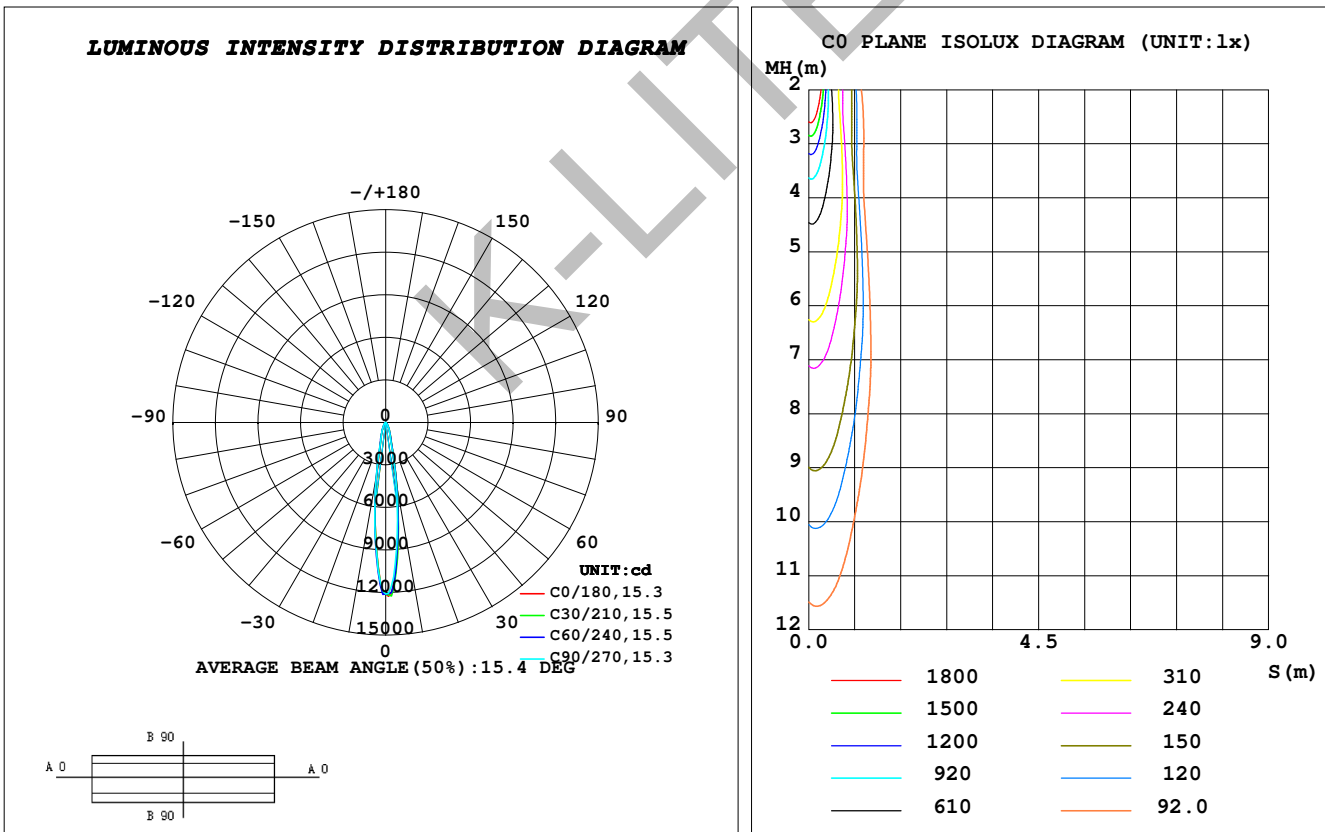 LUMINOUS INTENSITY DISTRIBUTION DIAGRAM
-/+180
-150 150
-120 120
-90 90
-60 60
-30 30
0
0
3000
6000
9000
12000
15000
UNIT:cd
C0/180,15.3
C30/210,15.5
C60/240,15.5
C90/270,15.3
AVERAGE BEAM ANGLE(50%):15.4 DEG
B 90
A 0 A 0
B 90
C0 PLANE ISOLUX DIAGRAM (UNIT:lx)
MH(m)
2
3
4
5
6
7
8
9
10
11
12
0.0 4.5 9.0
S(m)
1800 310
1500 240
1200 150
920 120
610 92.0
K-LITE